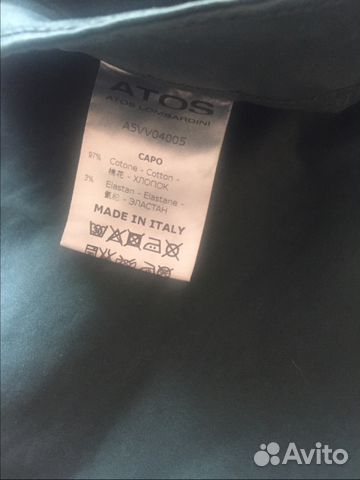 ATOS
ATOS LOMBARDINI
A5VV04005
CAPO
97% Cotone - Cotton -
棉花 - ХЛОПОК
3% Elastan - Elastane -
氨纶 - ЭЛАСТАН
MADE IN ITALY
Avito